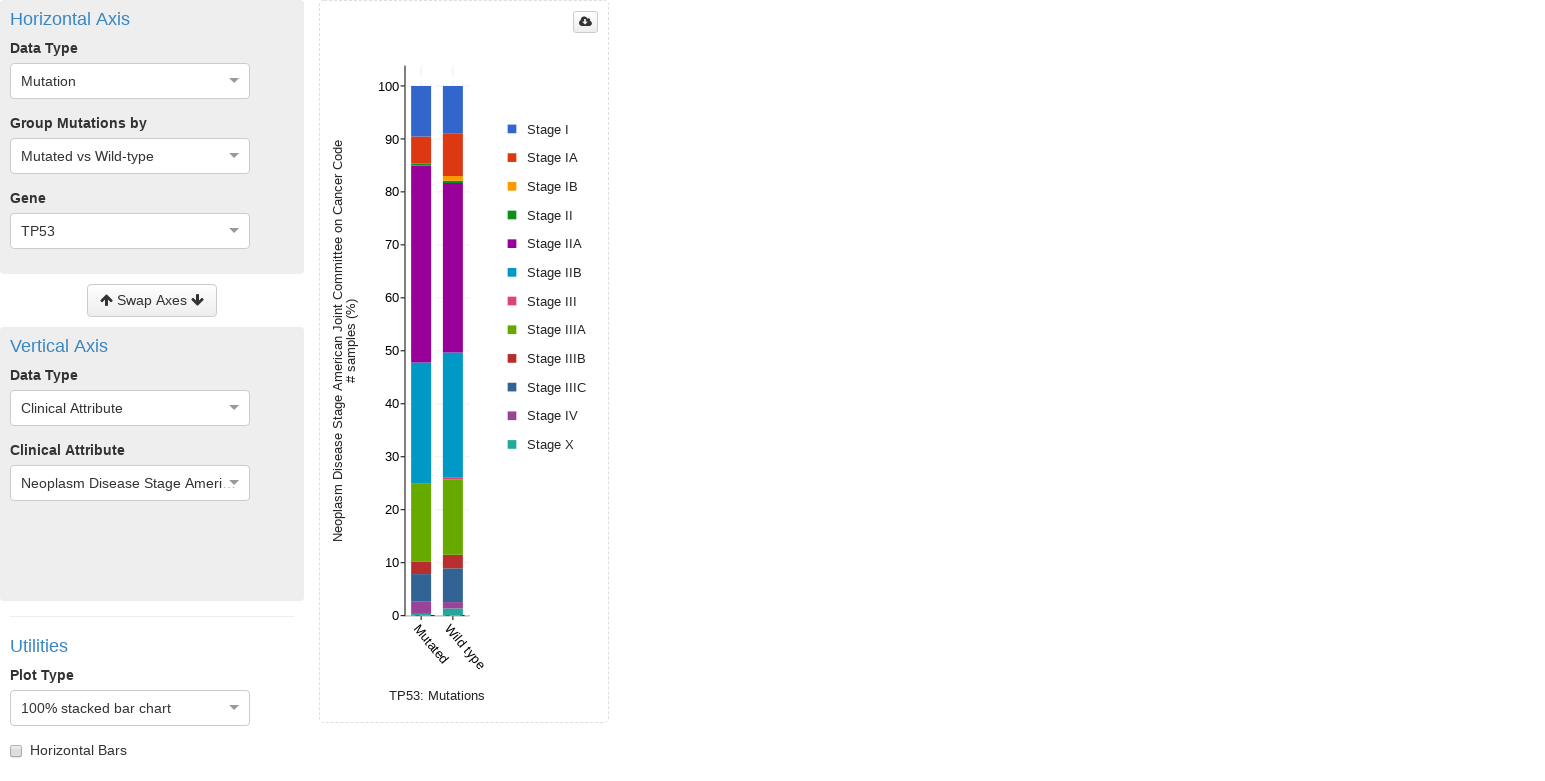 Horizontal Axis
Data Type
Mutation
Group Mutations by
Mutated vs Wild-type
Gene
TP53
Swap Axes
Vertical Axis
Data Type
Clinical Attribute
Clinical Attribute
Neoplasm Disease Stage Ameri...
Utilities
Plot Type
100% stacked bar chart
Horizontal Bars
Neoplasm Disease Stage American Joint Committee on Cancer Code
# samples (%)
100
90
80
70
60
50
40
30
20
10
0
Mutated
Wild type
TP53: Mutations
Stage I
Stage IA
Stage IB
Stage II
Stage IIA
Stage IIB
Stage III
Stage IIIA
Stage IIIB
Stage IIIC
Stage IV
Stage X